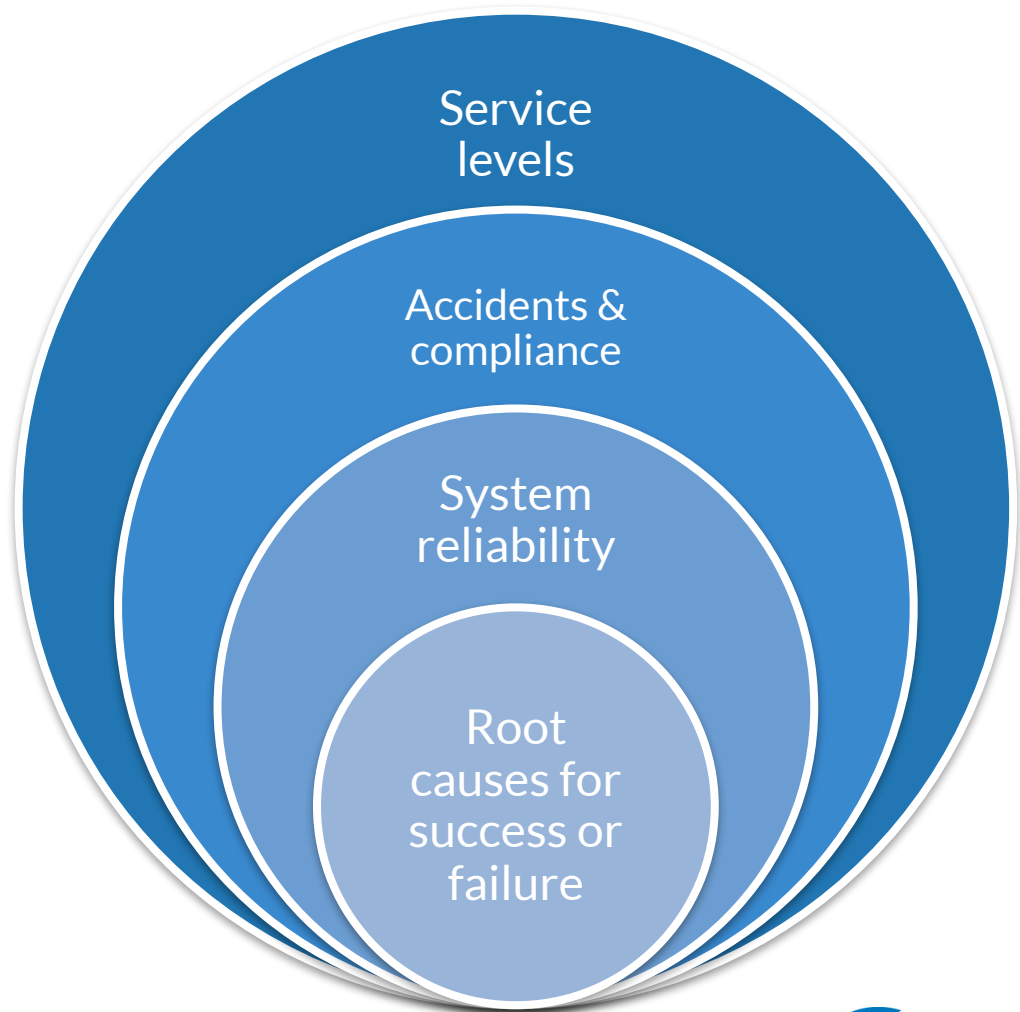 Service
levels
Accidents &
compliance
System
reliability
Root
causes for
success or
failure